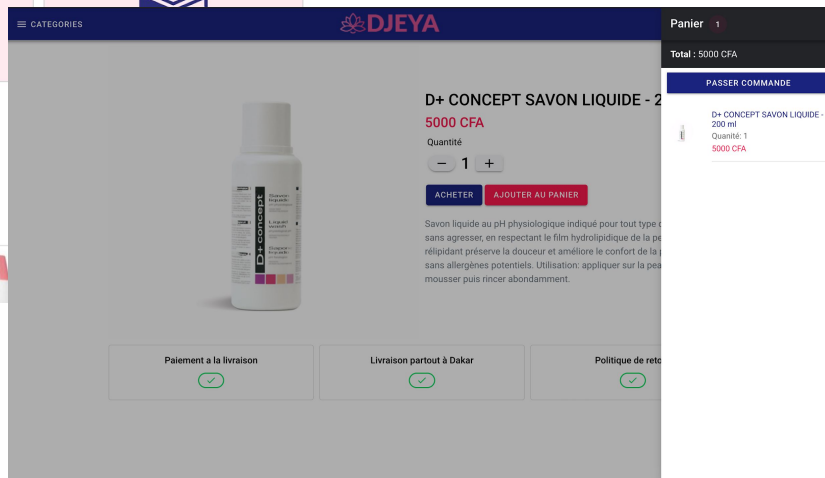 CATEGORIES
DJEYA
Panier 1
Total : 5000 CFA
PASSER COMMANDE
D+ CONCEPT SAVON LIQUIDE -
200 ml
Quanité: 1
5000 CFA
D+ CONCEPT SAVON LIQUIDE - 2
5000 CFA
Quantité
− 1 +
ACHETER
AJOUTER AU PANIER
Savon liquide au pH physiologique indiqué pour tout type
sans agresser, en respectant le film hydrolipidique de la pe
rélipidant préserve la douceur et améliore le confort de la
sans allergènes potentiels. Utilisation: appliquer sur la pea
mousser puis rincer abondamment.
D+ concept
Paiement a la livraison
Livraison partout à Dakar
Politique de reto